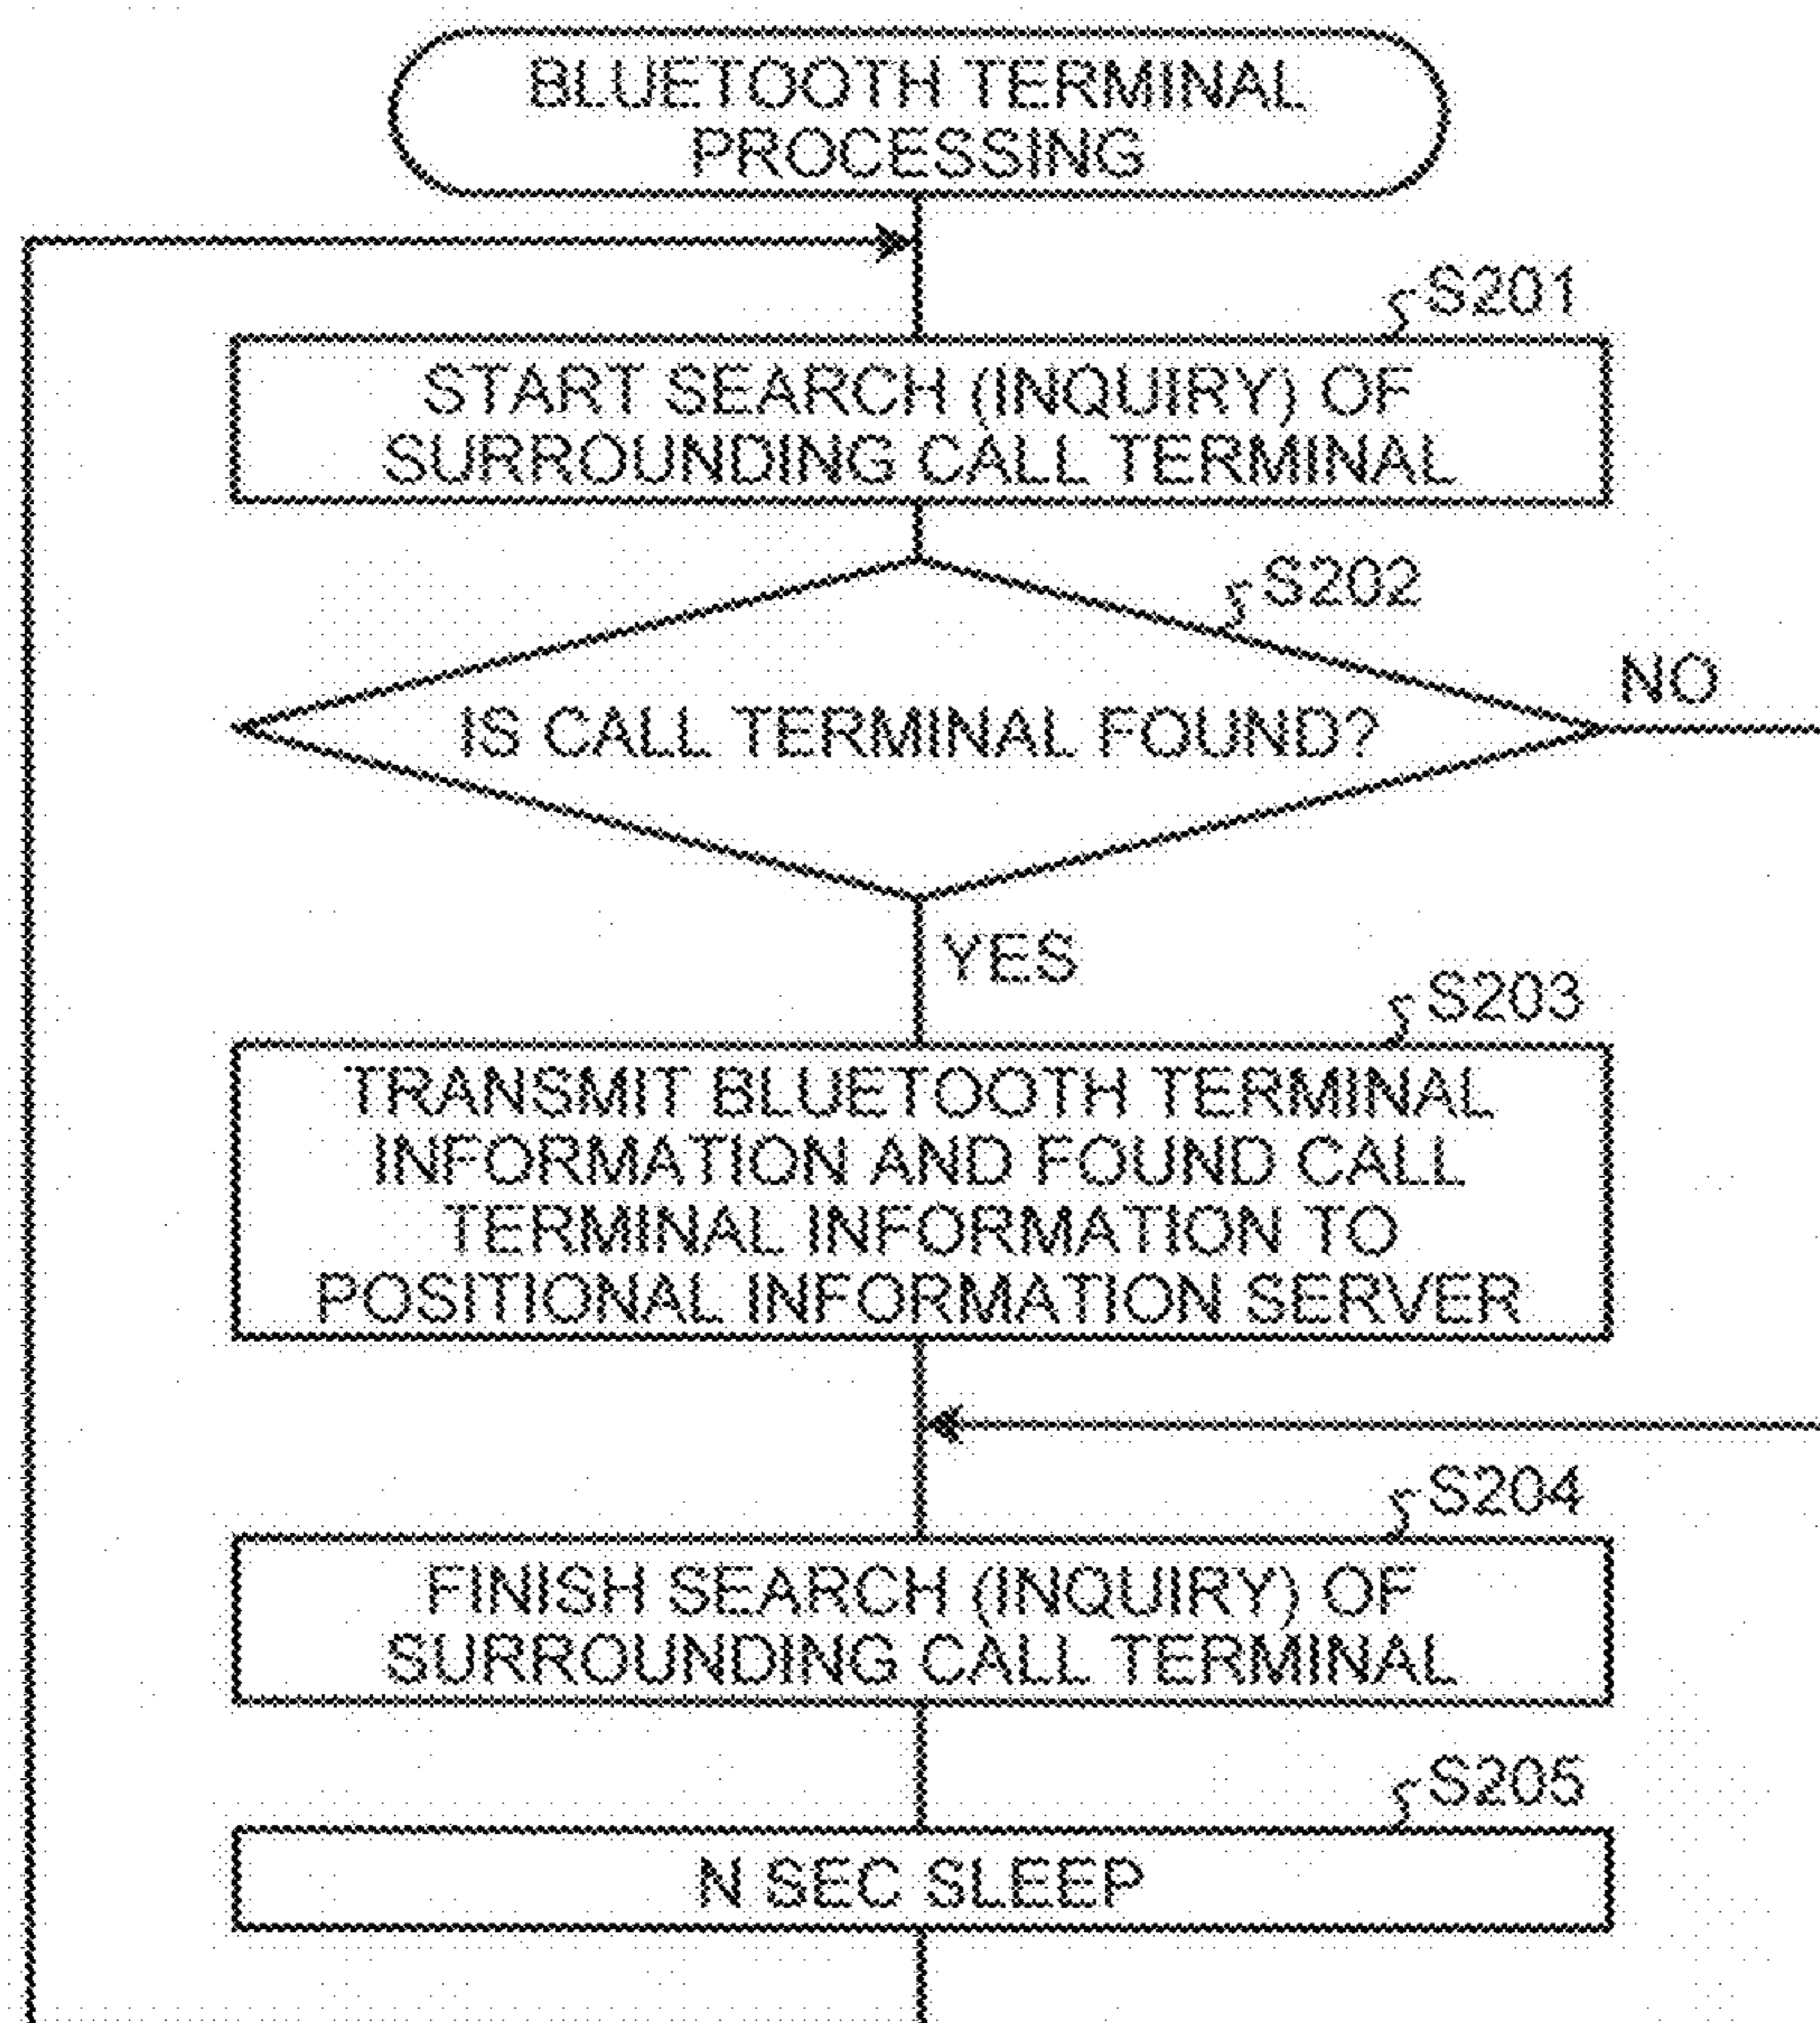 BLUETOOTH TERMINAL
PROCESSING
S201
START SEARCH (INQUIRY) OF
SURROUNDING CALL TERMINAL
S202
IS CALL TERMINAL FOUND?
NO
YES
S203
TRANSMIT BLUETOOTH TERMINAL
INFORMATION AND FOUND CALL
TERMINAL INFORMATION TO
POSITIONAL INFORMATION SERVER
S204
FINISH SEARCH (INQUIRY) OF
SURROUNDING CALL TERMINAL
S205
N SEC SLEEP